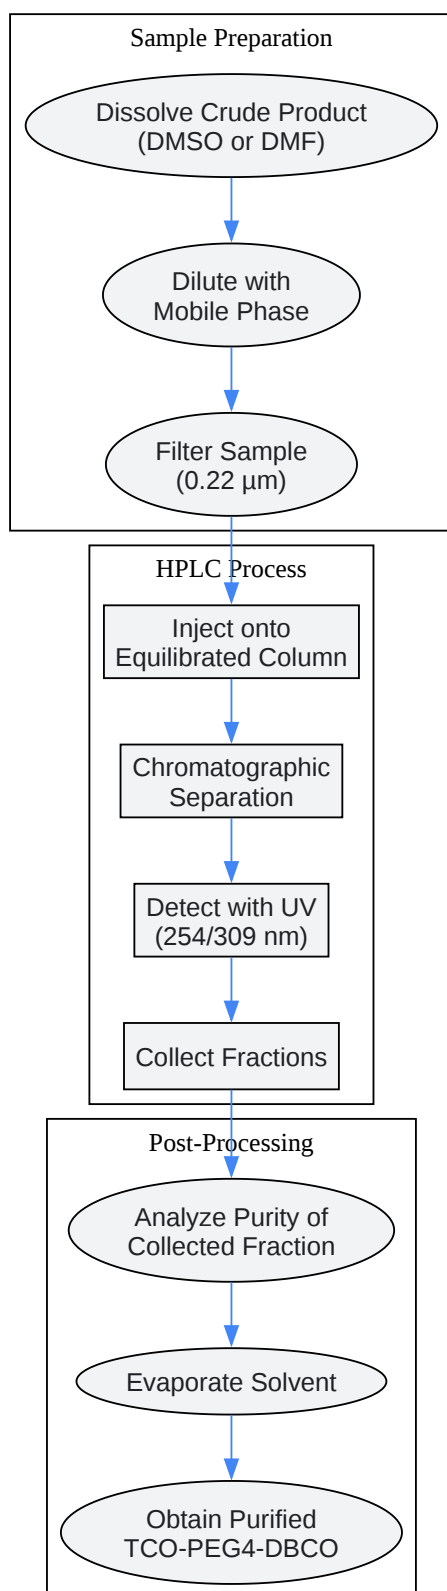 Sample Preparation
Dissolve Crude Product
(DMSO or DMF)
Dilute with
Mobile Phase
Filter Sample
(0.22 µm)
HPLC Process
Inject onto
Equilibrated Column
Chromatographic
Separation
Detect with UV
(254/309 nm)
Collect Fractions
Post-Processing
Analyze Purity of
Collected Fraction
Evaporate Solvent
Obtain Purified
TCO-PEG4-DBCO